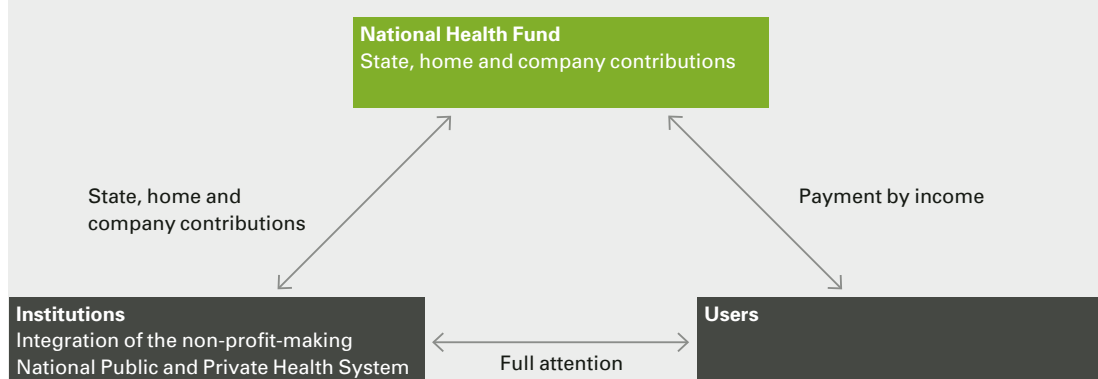 National Health Fund
State, home and company contributions
State, home and
company contributions
Payment by income
Institutions
Integration of the non-profit-making
National Public and Private Health System
Users
Full attention